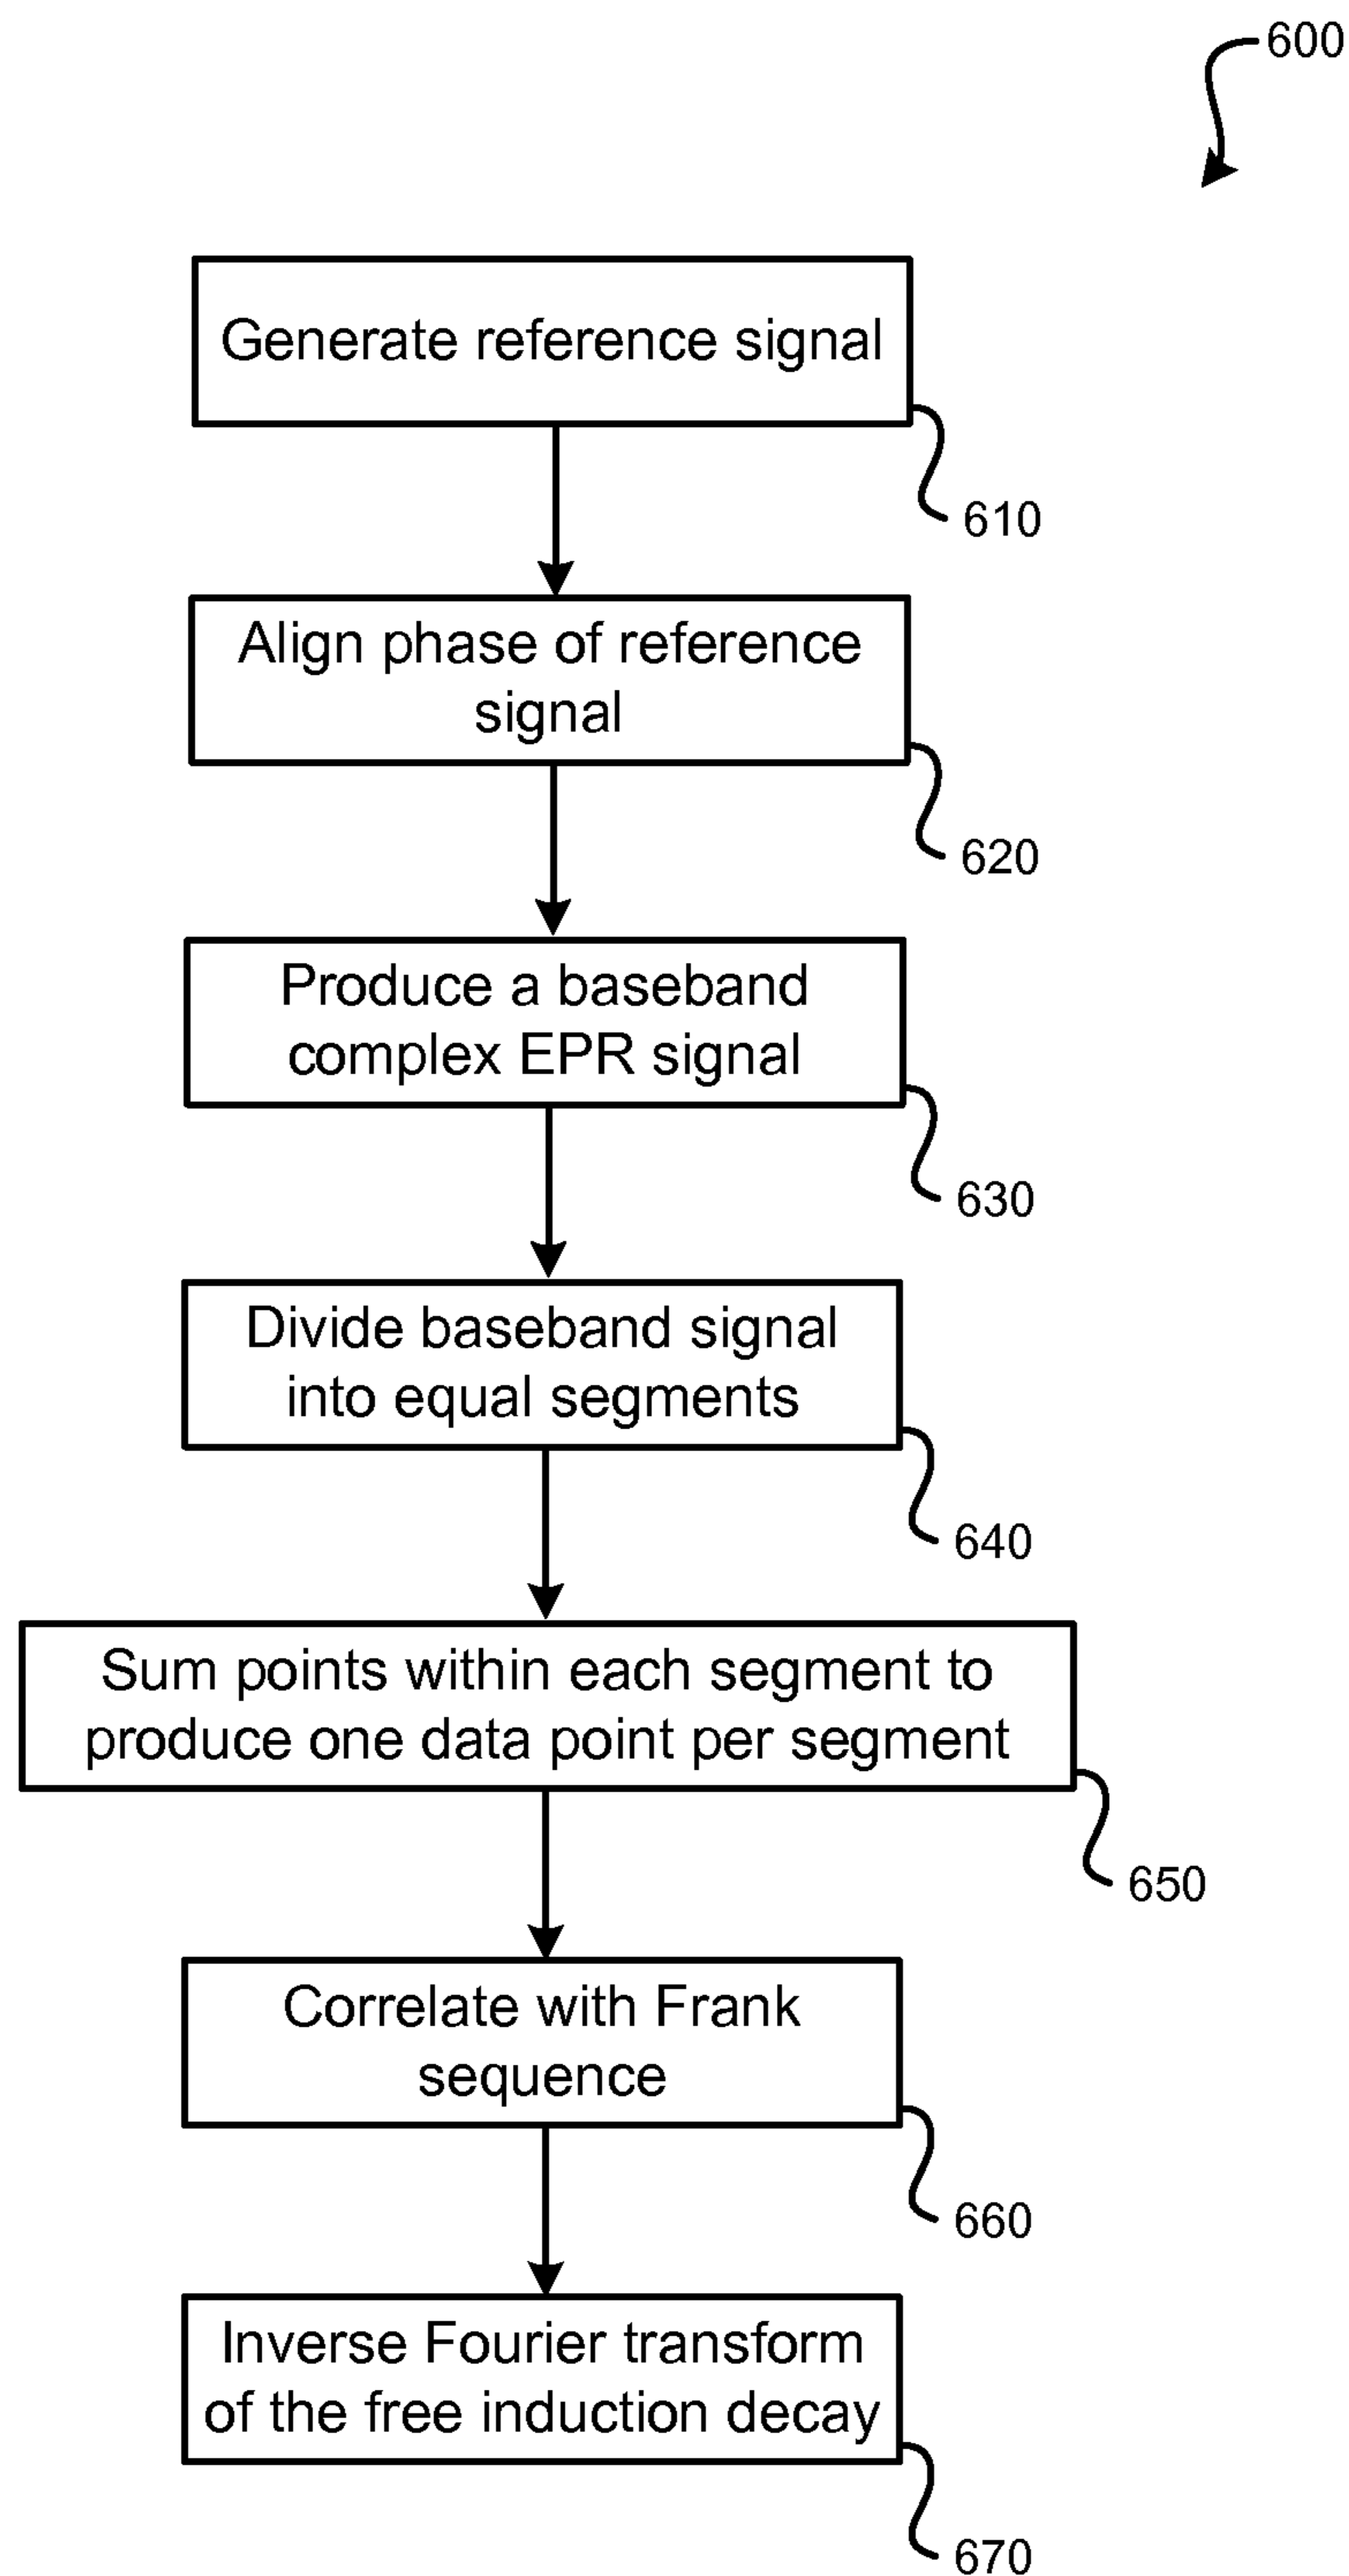 600
Generate reference signal
610
Align phase of reference
signal
620
Produce a baseband
complex EPR signal
630
Divide baseband signal
into equal segments
640
Sum points within each segment to
produce one data point per segment
650
Correlate with Frank
sequence
660
Inverse Fourier transform
of the free induction decay
670